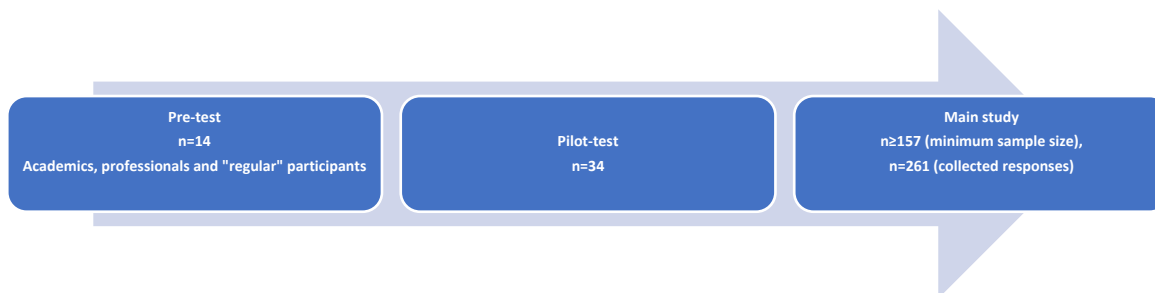 Pre-test
n=14
Academics, professionals and "regular" participants
Pilot-test
n=34
Main study
n≥157 (minimum sample size),
n=261 (collected responses)